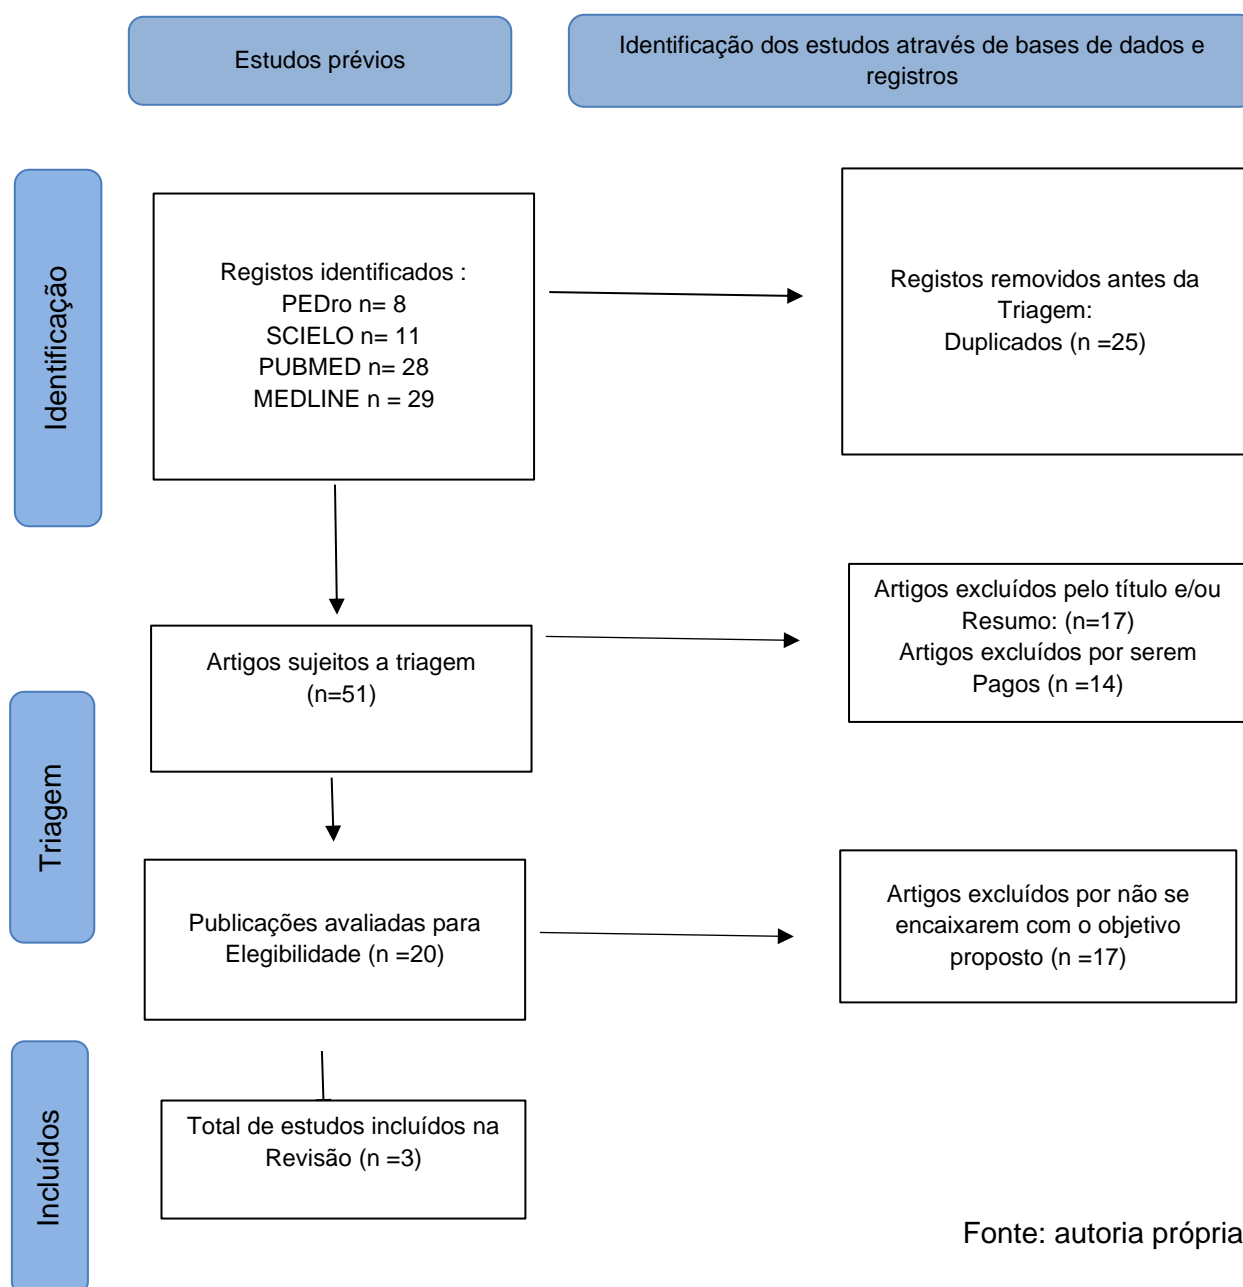 Estudos prévios
Identificação dos estudos através de bases de dados e
registros
Identificação
Registos identificados :
PEDro n= 8
SCIELO n= 11
PUBMED n= 28
MEDLINE n = 29
Registos removidos antes da
Triagem:
Duplicados (n =25)
Triagem
Artigos sujeitos a triagem
(n=51)
Artigos excluídos pelo título e/ou
Resumo: (n=17)
Artigos excluídos por serem
Pagos (n =14)
Publicações avaliadas para
Elegibilidade (n =20)
Artigos excluídos por não se
encaixarem com o objetivo
proposto (n =17)
Incluídos
Total de estudos incluídos na
Revisão (n =3)
Fonte: autoria própria